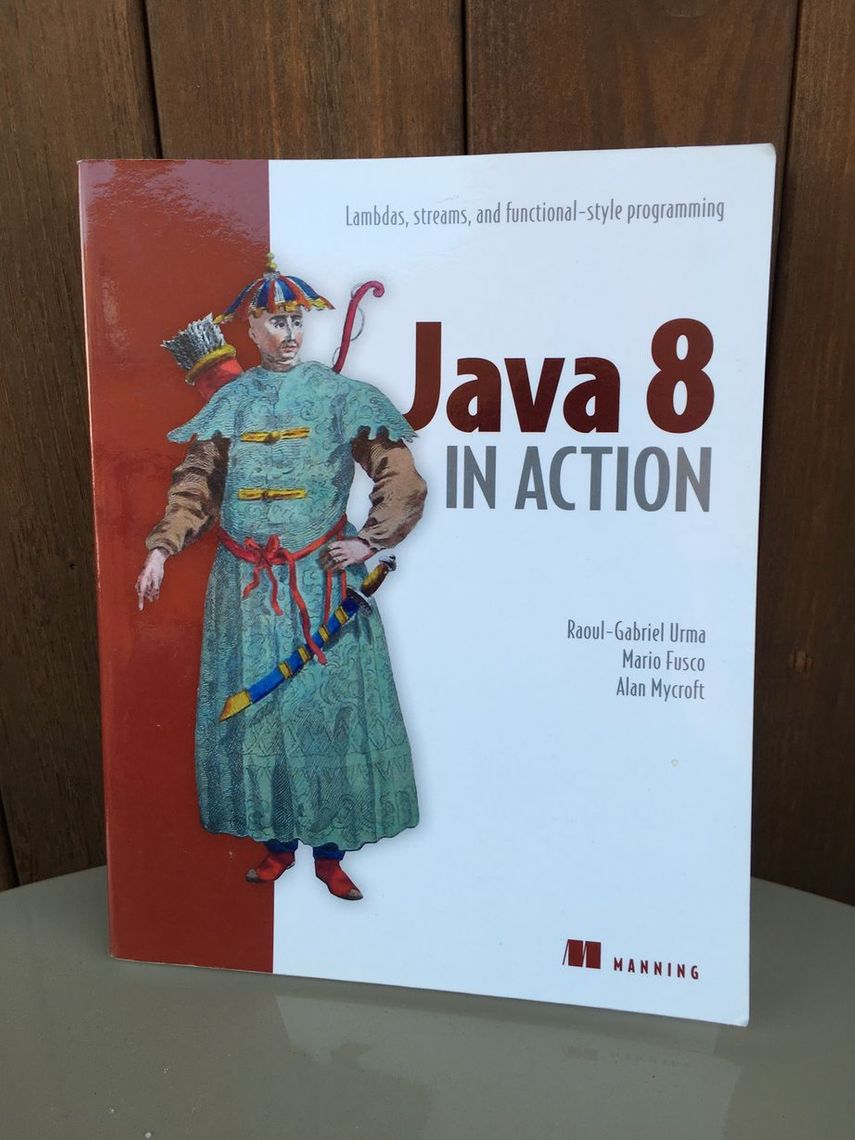 Lambdas, streams, and functional-style programming
Java 8
IN ACTION
Raoul-Gabriel Urma
Mario Fusco
Alan Mycroft
MANNING